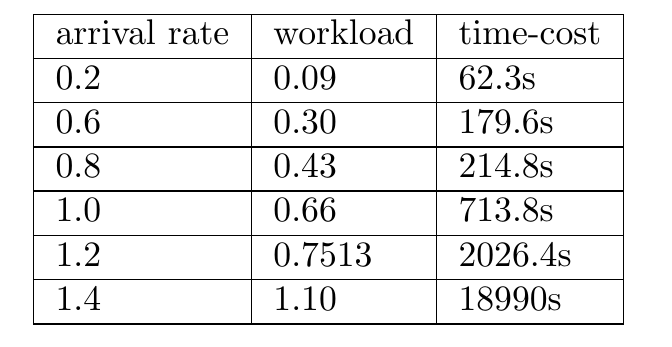 arrival rate workload time-cost
0.2 0.09 62.3s
0.6 0.30 179.6s
0.8 0.43 214.8s
1.0 0.66 713.8s
1.2 0.7513 2026.4s
1.4 1.10 18990s